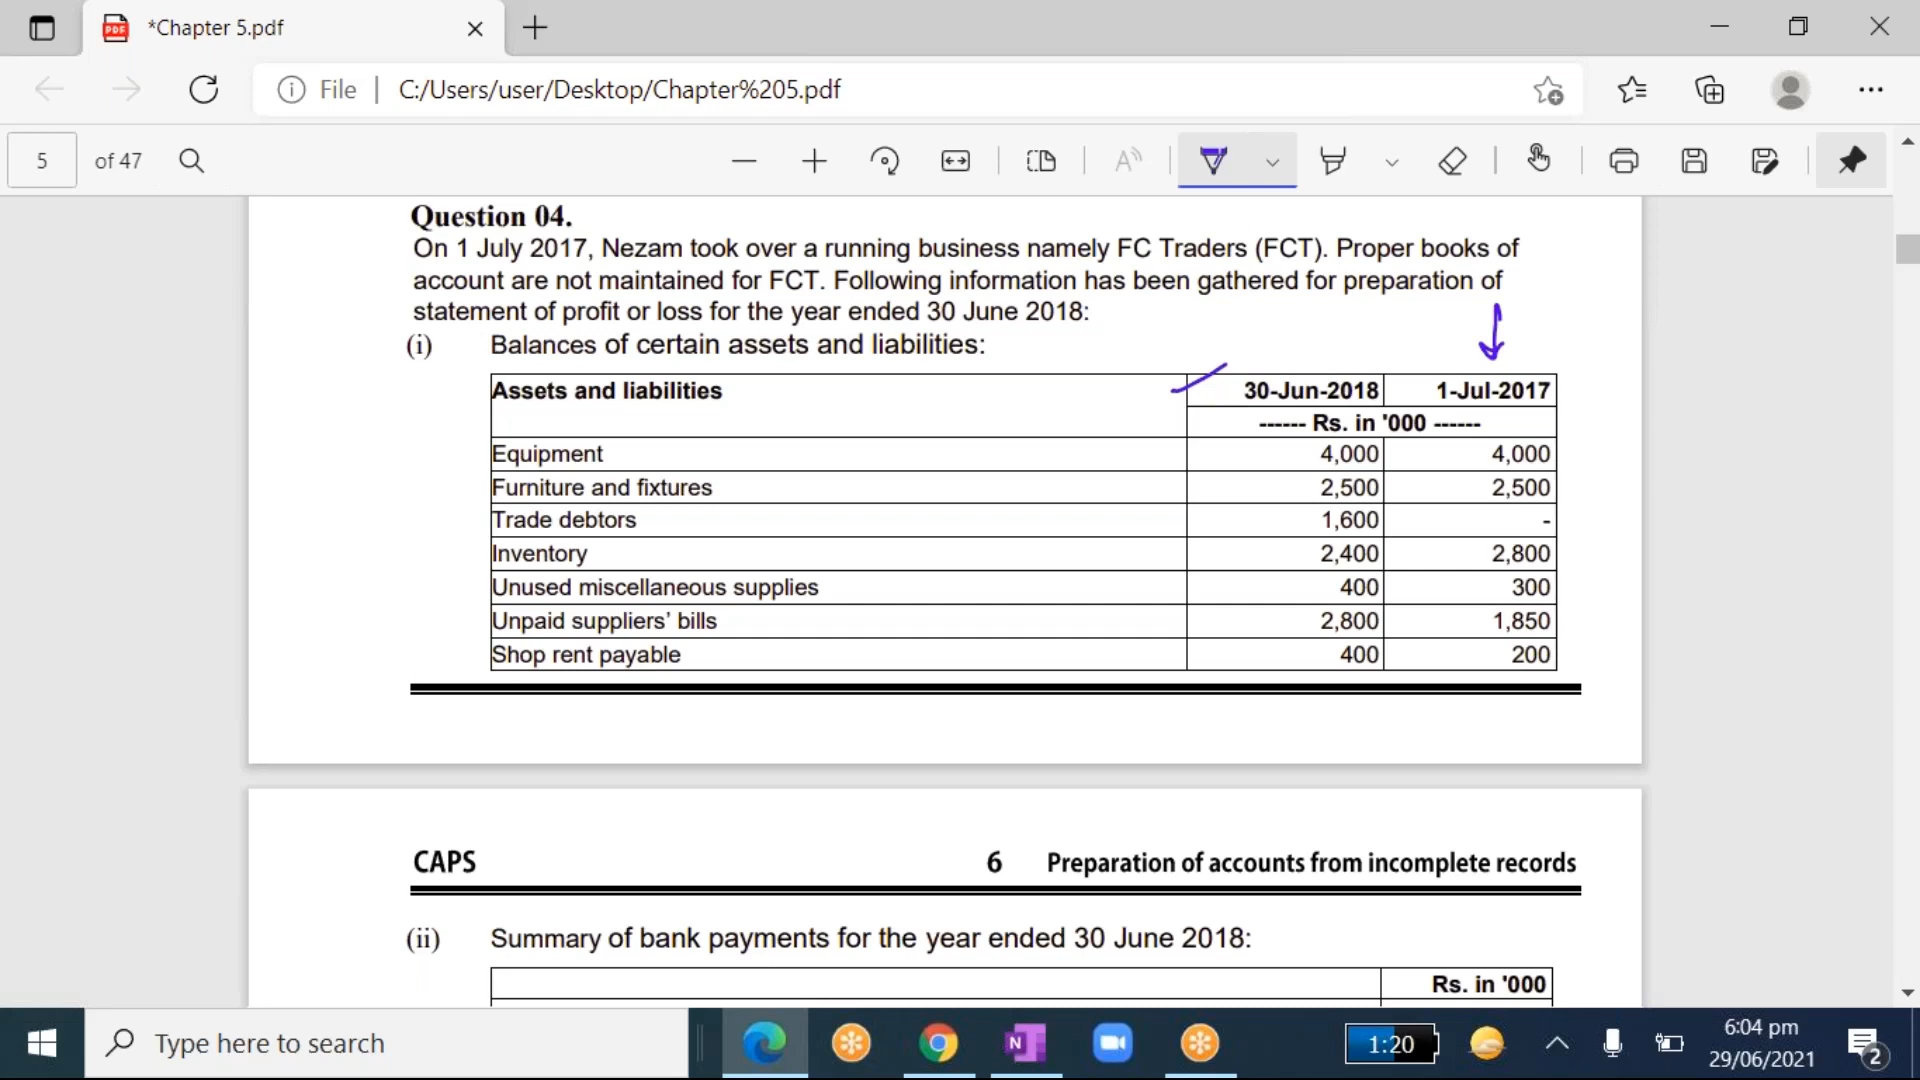 *Chapter 5.pdf
File | C:/Users/user/Desktop/Chapter%205.pdf
5 of 47
Question 04.
On 1 July 2017, Nezam took over a running business namely FC Traders (FCT). Proper books of
account are not maintained for FCT. Following information has been gathered for preparation of
statement of profit or loss for the year ended 30 June 2018:
(i) Balances of certain assets and liabilities:
Assets and liabilities 30-Jun-2018 1-Jul-2017
------ Rs. in '000 ------
Equipment 4,000 4,000
Furniture and fixtures 2,500 2,500
Trade debtors 1,600 -
Inventory 2,400 2,800
Unused miscellaneous supplies 400 300
Unpaid suppliers’ bills 2,800 1,850
Shop rent payable 400 200
CAPS 6 Preparation of accounts from incomplete records
(ii) Summary of bank payments for the year ended 30 June 2018:
Rs. in '000
Type here to search
1:20
6:04 pm
29/06/2021
2